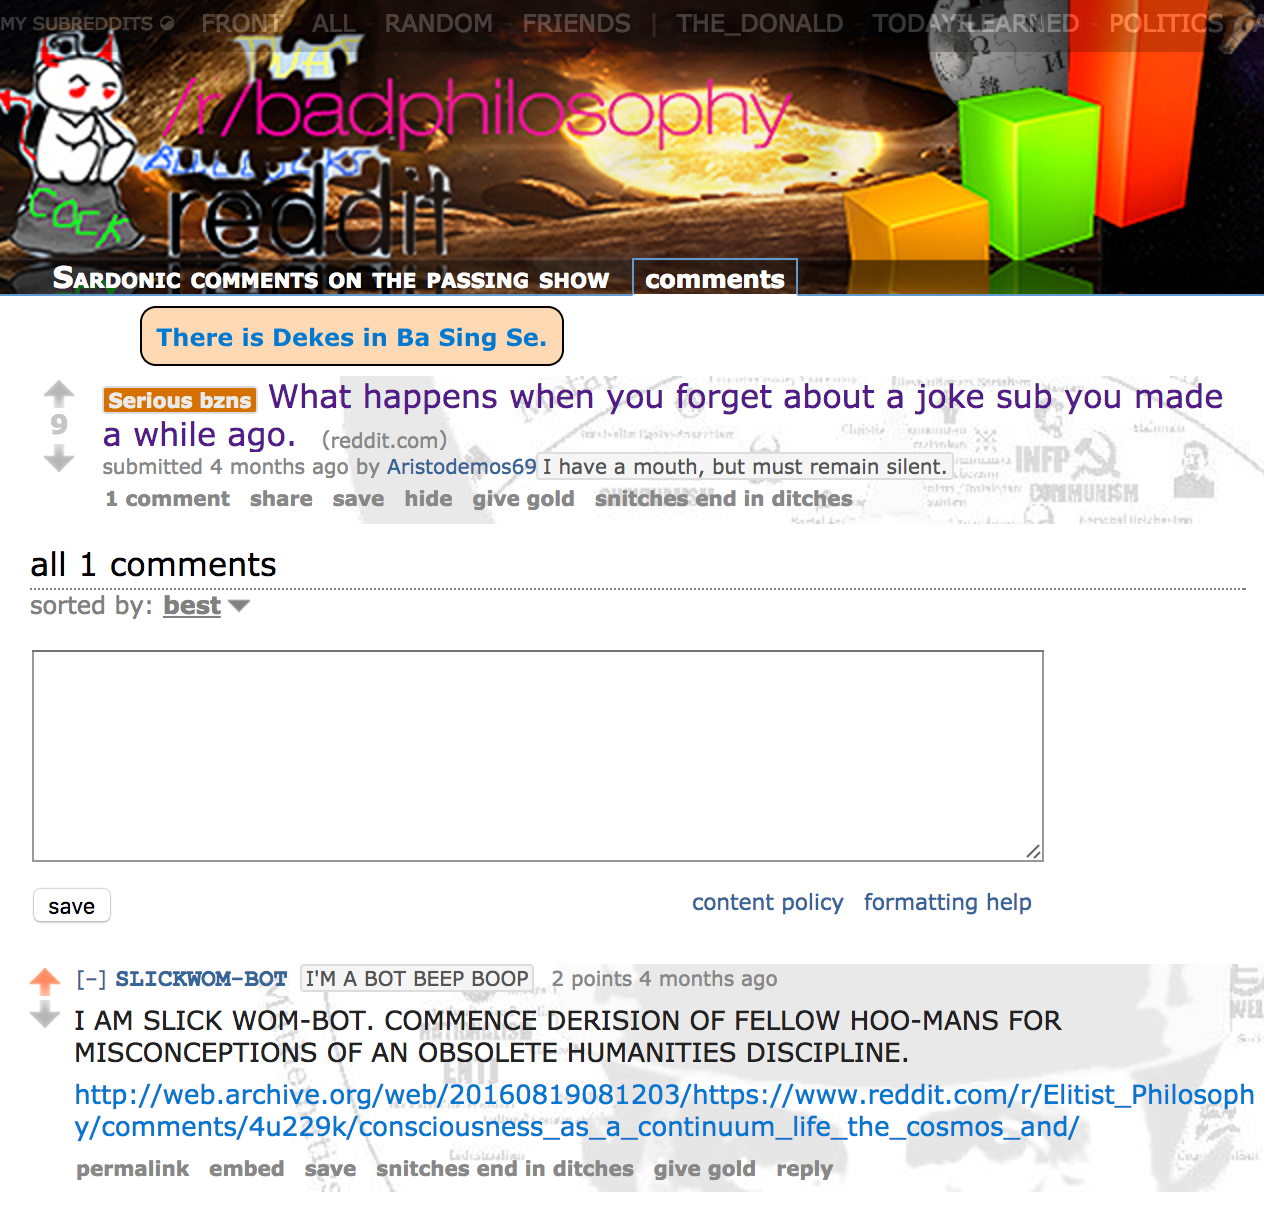 MY SUBREDDITS FRONT - ALL - RANDOM - FRIENDS | THE_DONALD - TODAYILEARNED - POLITICS
/r/badphilosophy
BULLOCKS
reddit
COCK
SARDONIC COMMENTS ON THE PASSING SHOW comments
There is Dekes in Ba Sing Se.
Serious bzns What happens when you forget about a joke sub you made
a while ago. (reddit.com)
9
submitted 4 months ago by Aristodemos69 I have a mouth, but must remain silent.
1 comment share save hide give gold snitches end in ditches
INFP
COMMUNISM
all 1 comments
sorted by: best
save content policy formatting help
[–] SLICKWOM-BOT I'M A BOT BEEP BOOP 2 points 4 months ago
I AM SLICK WOM-BOT. COMMENCE DERISION OF FELLOW HOO-MANS FOR
MISCONCEPTIONS OF AN OBSOLETE HUMANITIES DISCIPLINE.
http://web.archive.org/web/20160819081203/https://www.reddit.com/r/Elitist_Philosoph
y/comments/4u229k/consciousness_as_a_continuum_life_the_cosmos_and/
permalink embed save snitches end in ditches give gold reply